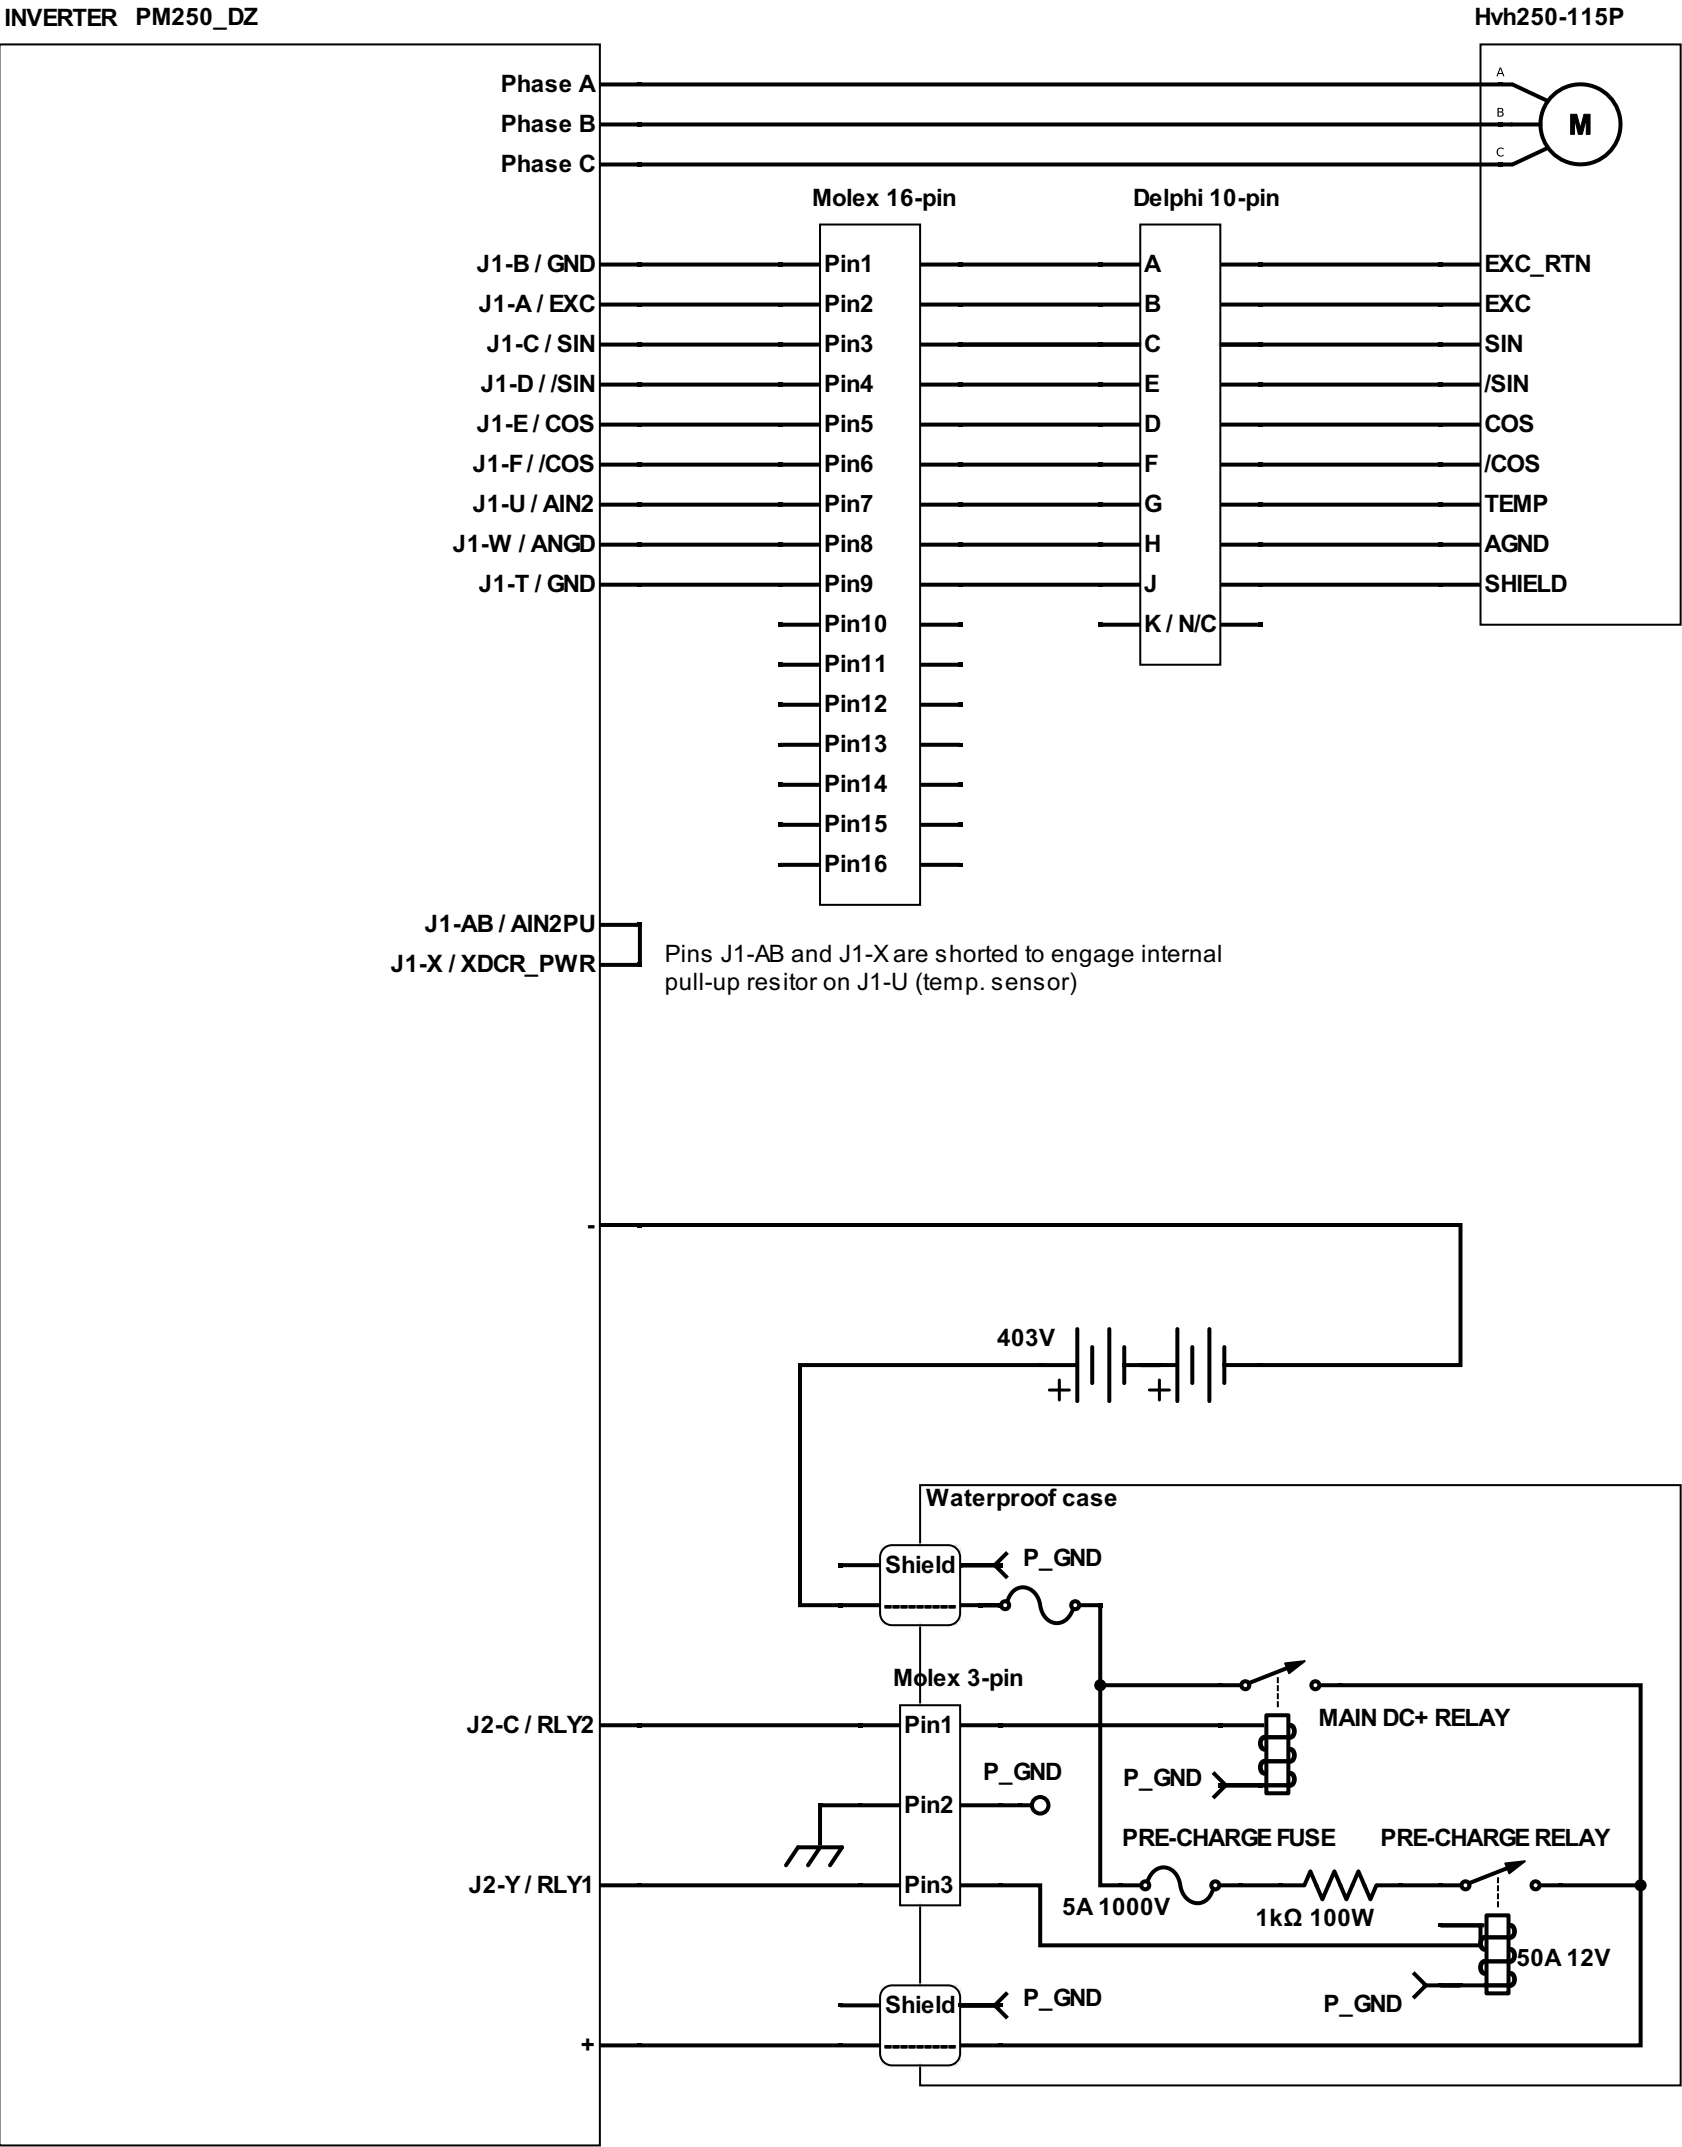 INVERTER PM250_DZ
Hvh250-115P
Phase A
A
Phase B
B
M
Phase C
C
Molex 16-pin
Delphi 10-pin
J1-B / GND
Pin1
A
EXC_RTN
J1-A / EXC
Pin2
B
EXC
J1-C / SIN
Pin3
C
SIN
J1-D / /SIN
Pin4
E
/SIN
J1-E / COS
Pin5
D
COS
J1-F / /COS
Pin6
F
/COS
J1-U / AIN2
Pin7
G
TEMP
J1-W / ANGD
Pin8
H
AGND
J1-T / GND
Pin9
J
SHIELD
Pin10
K / N/C
Pin11
Pin12
Pin13
Pin14
Pin15
Pin16
J1-AB / AIN2PU
J1-X / XDCR_PWR
Pins J1-AB and J1-X are shorted to engage internal
pull-up resitor on J1-U (temp. sensor)
-
403V
+
+
Waterproof case
Shield
P_GND
Molex 3-pin
J2-C / RLY2
Pin1
MAIN DC+ RELAY
P_GND
P_GND
Pin2
PRE-CHARGE FUSE
PRE-CHARGE RELAY
J2-Y / RLY1
Pin3
5A 1000V
1kΩ 100W
50A 12V
Shield
P_GND
P_GND
+